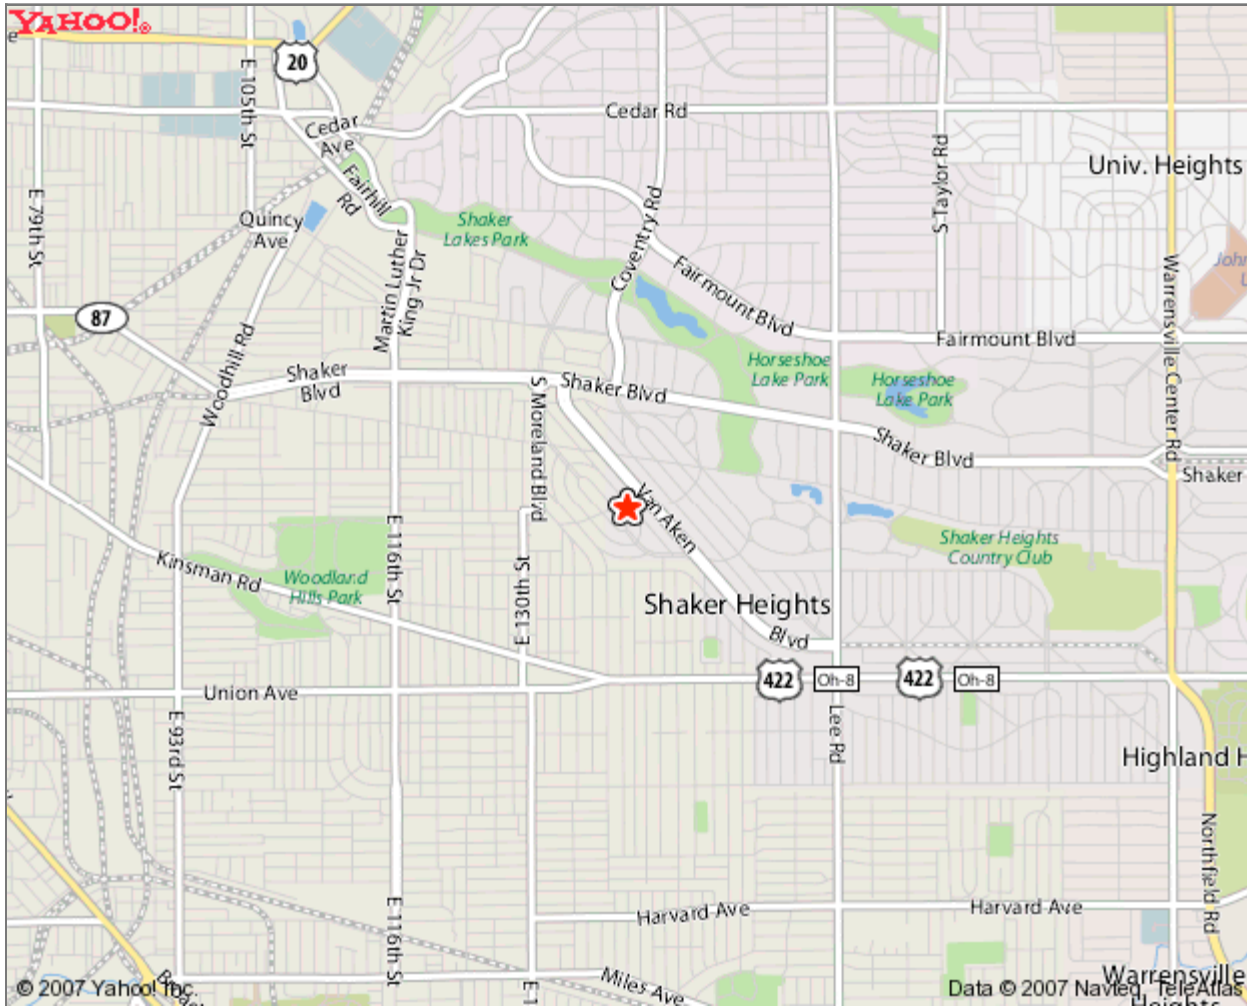 YAHOO!®
e
20
E 105th St
Cedar
Ave
Cedar Rd
S Taylor Rd
Univ. Heights
Fairhill
Rd
E 79th St
Quincy
Ave
Shaker
Lakes Park
Coventry Rd
John
Martin Luther
King Jr Dr
Fairmount Blvd
Warrensville Center Rd
87
Woodhill Rd
Fairmount Blvd
Horseshoe
Lake Park
Horseshoe
Lake Park
Shaker
Blvd
S Moreland Blvd
Shaker Blvd
Shaker Blvd
Shaker
Van Aken
Blvd
Shaker Heights
Country Club
E 116th St
Kinsman Rd
Woodland
Hills Park
E 130th St
Shaker Heights
422
Oh-8
422
Oh-8
Union Ave
E 93rd St
Lee Rd
Highland H
Northfield Rd
E 116th St
Harvard Ave
Harvard Ave
E 1
Miles Ave
Warrensville
Heights
© 2007 Yahoo! Inc.
Data © 2007 Navteq, TeleAtlas